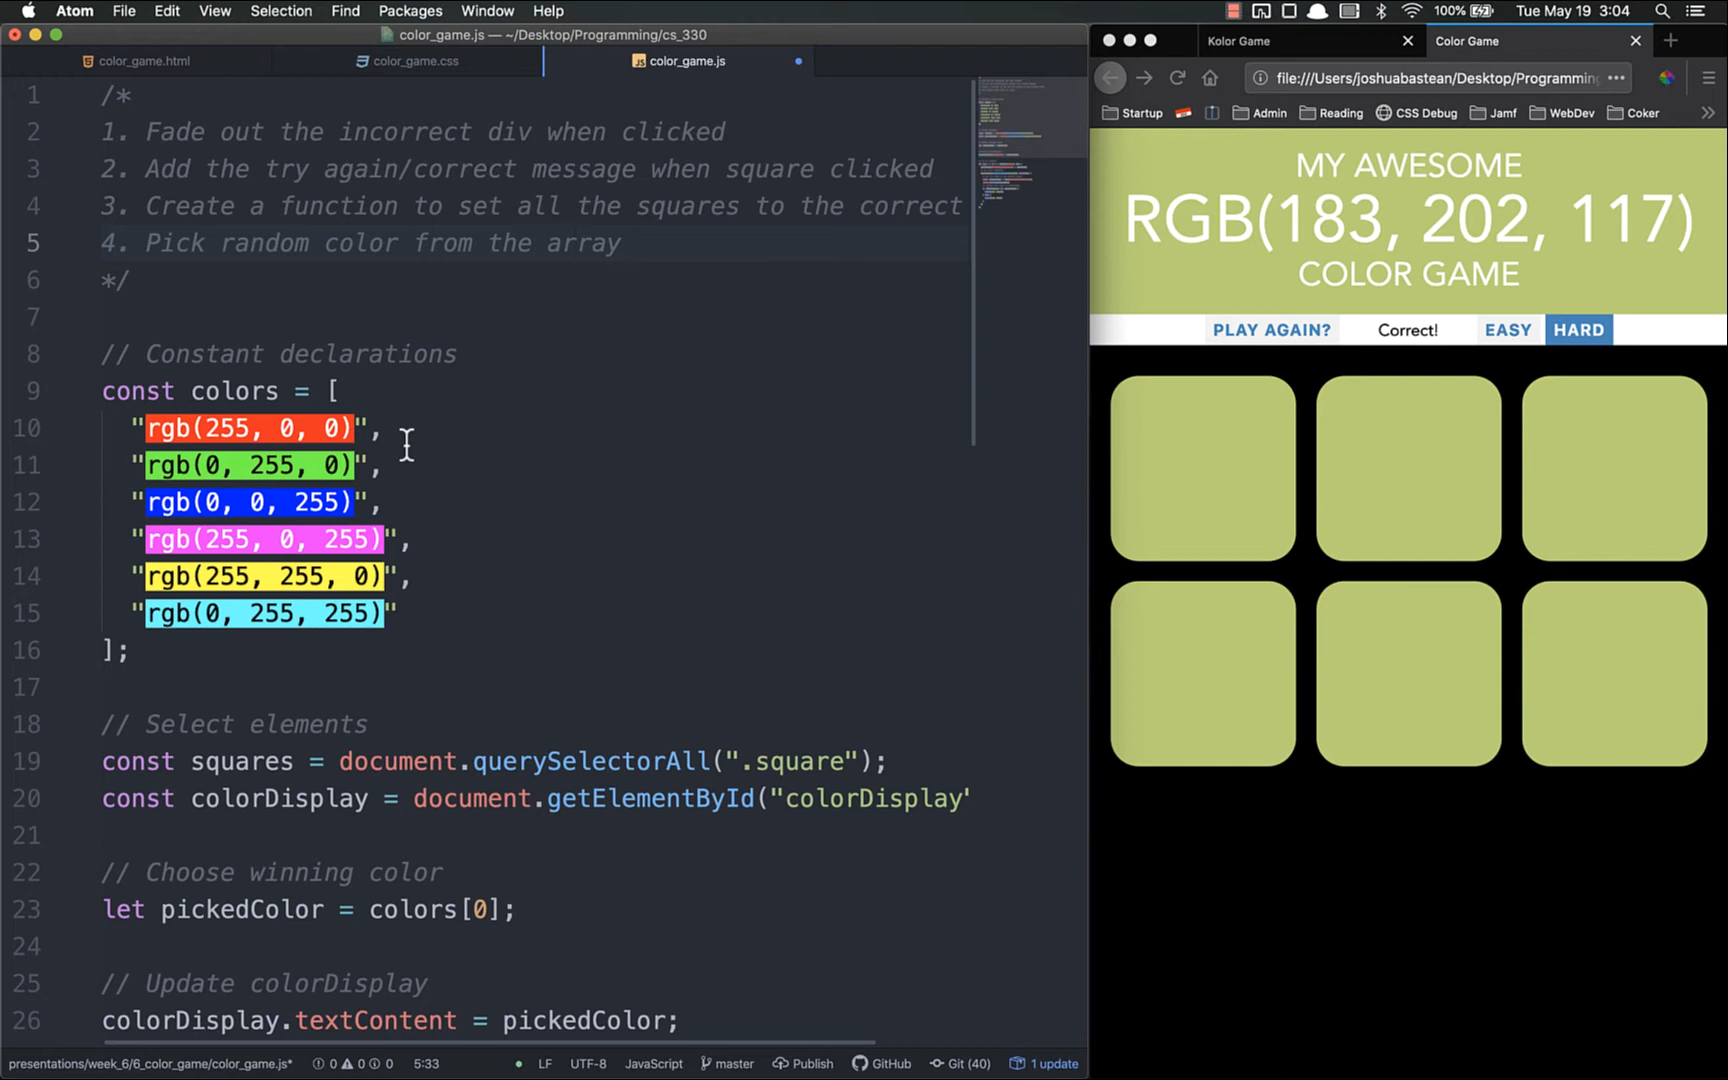 Atom File Edit View Selection Find Packages Window Help 100% Tue May 19 3:04
color_game.js — ~/Desktop/Programming/cs_330
color_game.html color_game.css color_game.js
1 /*
2 1. Fade out the incorrect div when clicked
3 2. Add the try again/correct message when square clicked
4 3. Create a function to set all the squares to the correct
5 4. Pick random color from the array
6 */
7
8 // Constant declarations
9 const colors = [
10 "rgb(255, 0, 0)",
11 "rgb(0, 255, 0)",
12 "rgb(0, 0, 255)",
13 "rgb(255, 0, 255)",
14 "rgb(255, 255, 0)",
15 "rgb(0, 255, 255)"
16 ];
17
18 // Select elements
19 const squares = document.querySelectorAll(".square");
20 const colorDisplay = document.getElementById("colorDisplay"
21
22 // Choose winning color
23 let pickedColor = colors[0];
24
25 // Update colorDisplay
26 colorDisplay.textContent = pickedColor;
presentations/week_6/6_color_game/color_game.js* 0 0 0 5:33 LF UTF-8 JavaScript master Publish GitHub Git (40) 1 update
Kolor Game Color Game
file:///Users/joshuabastean/Desktop/Programmin
Startup Admin Reading CSS Debug Jamf WebDev Coker
MY AWESOME
RGB(183, 202, 117)
COLOR GAME
PLAY AGAIN? Correct! EASY HARD